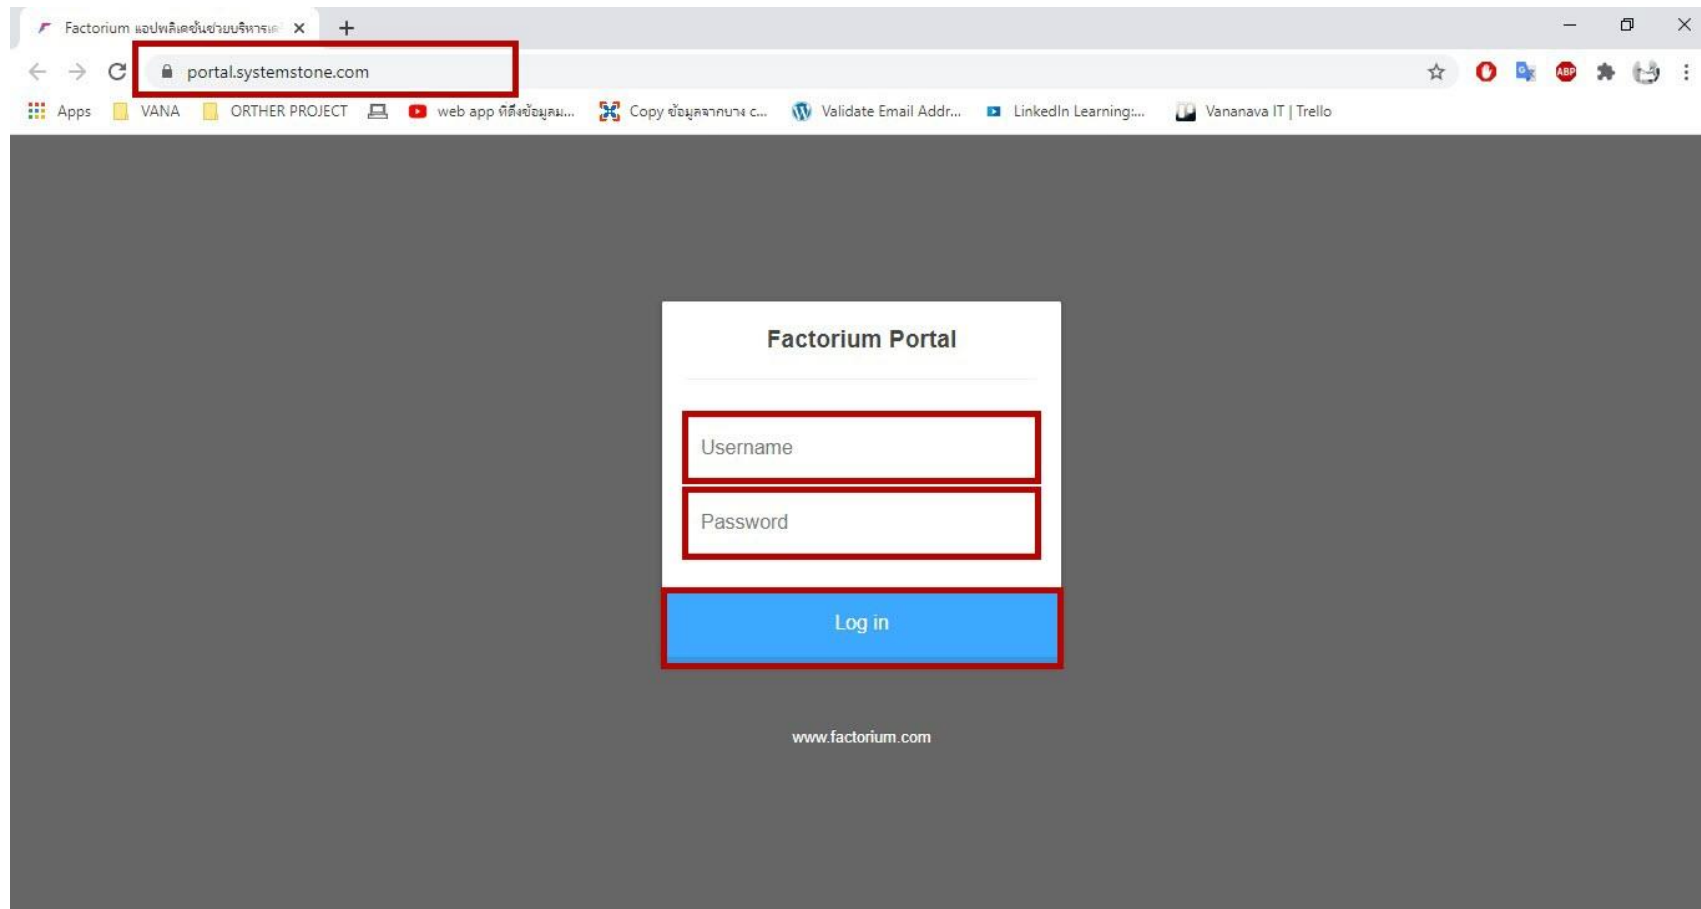 Factorium แอปพลิเคชันช่วยบริหารเค
portal.systemstone.com
Apps VANA ORTHER PROJECT web app ที่ดึงข้อมูลม... Copy ข้อมูลจากบาง c... Validate Email Addr... LinkedIn Learning:... Vananava IT | Trello
ABP
Factorium Portal
Username
Password
Log in
www.factorium.com